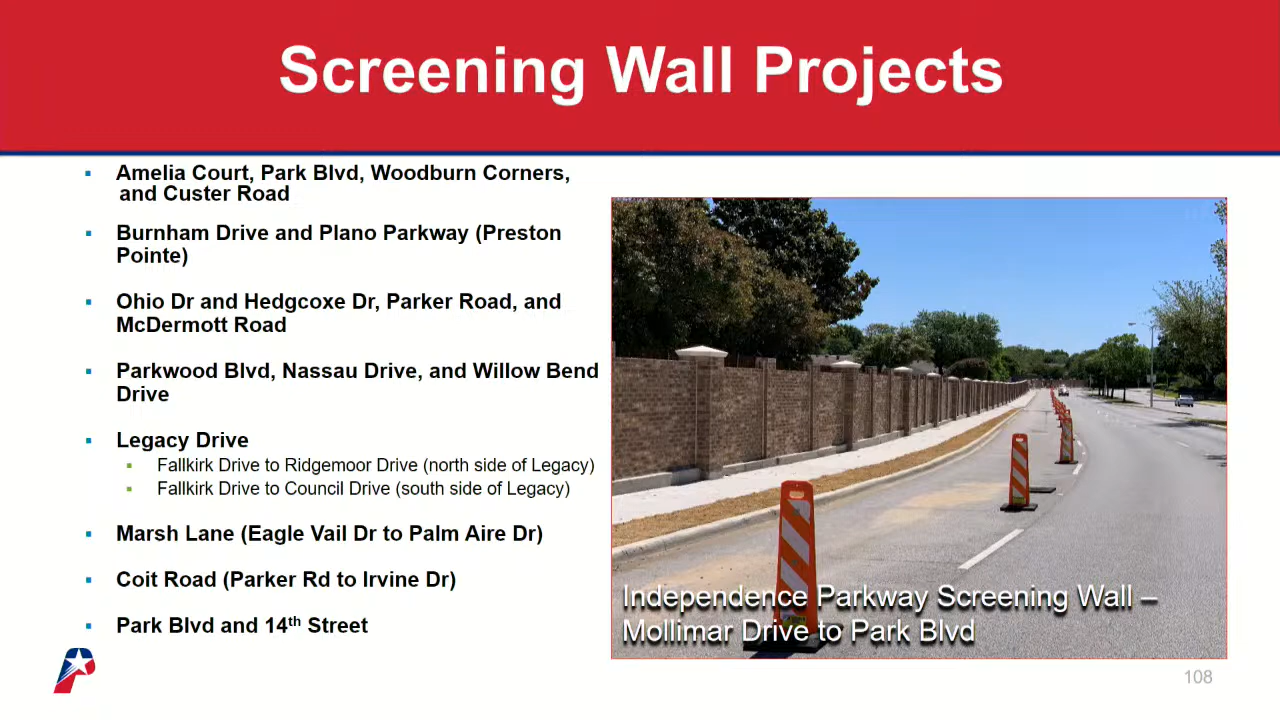 Screening Wall Projects
Amelia Court, Park Blvd, Woodburn Corners,
and Custer Road
Burnham Drive and Plano Parkway (Preston
Pointe)
Ohio Dr and Hedgcoxe Dr, Parker Road, and
McDermott Road
Parkwood Blvd, Nassau Drive, and Willow Bend
Drive
Legacy Drive
Fallkirk Drive to Ridgemoor Drive (north side of Legacy)
Fallkirk Drive to Council Drive (south side of Legacy)
Marsh Lane (Eagle Vail Dr to Palm Aire Dr)
Coit Road (Parker Rd to Irvine Dr)
Park Blvd and 14th Street
Independence Parkway Screening Wall –
Mollimar Drive to Park Blvd
108